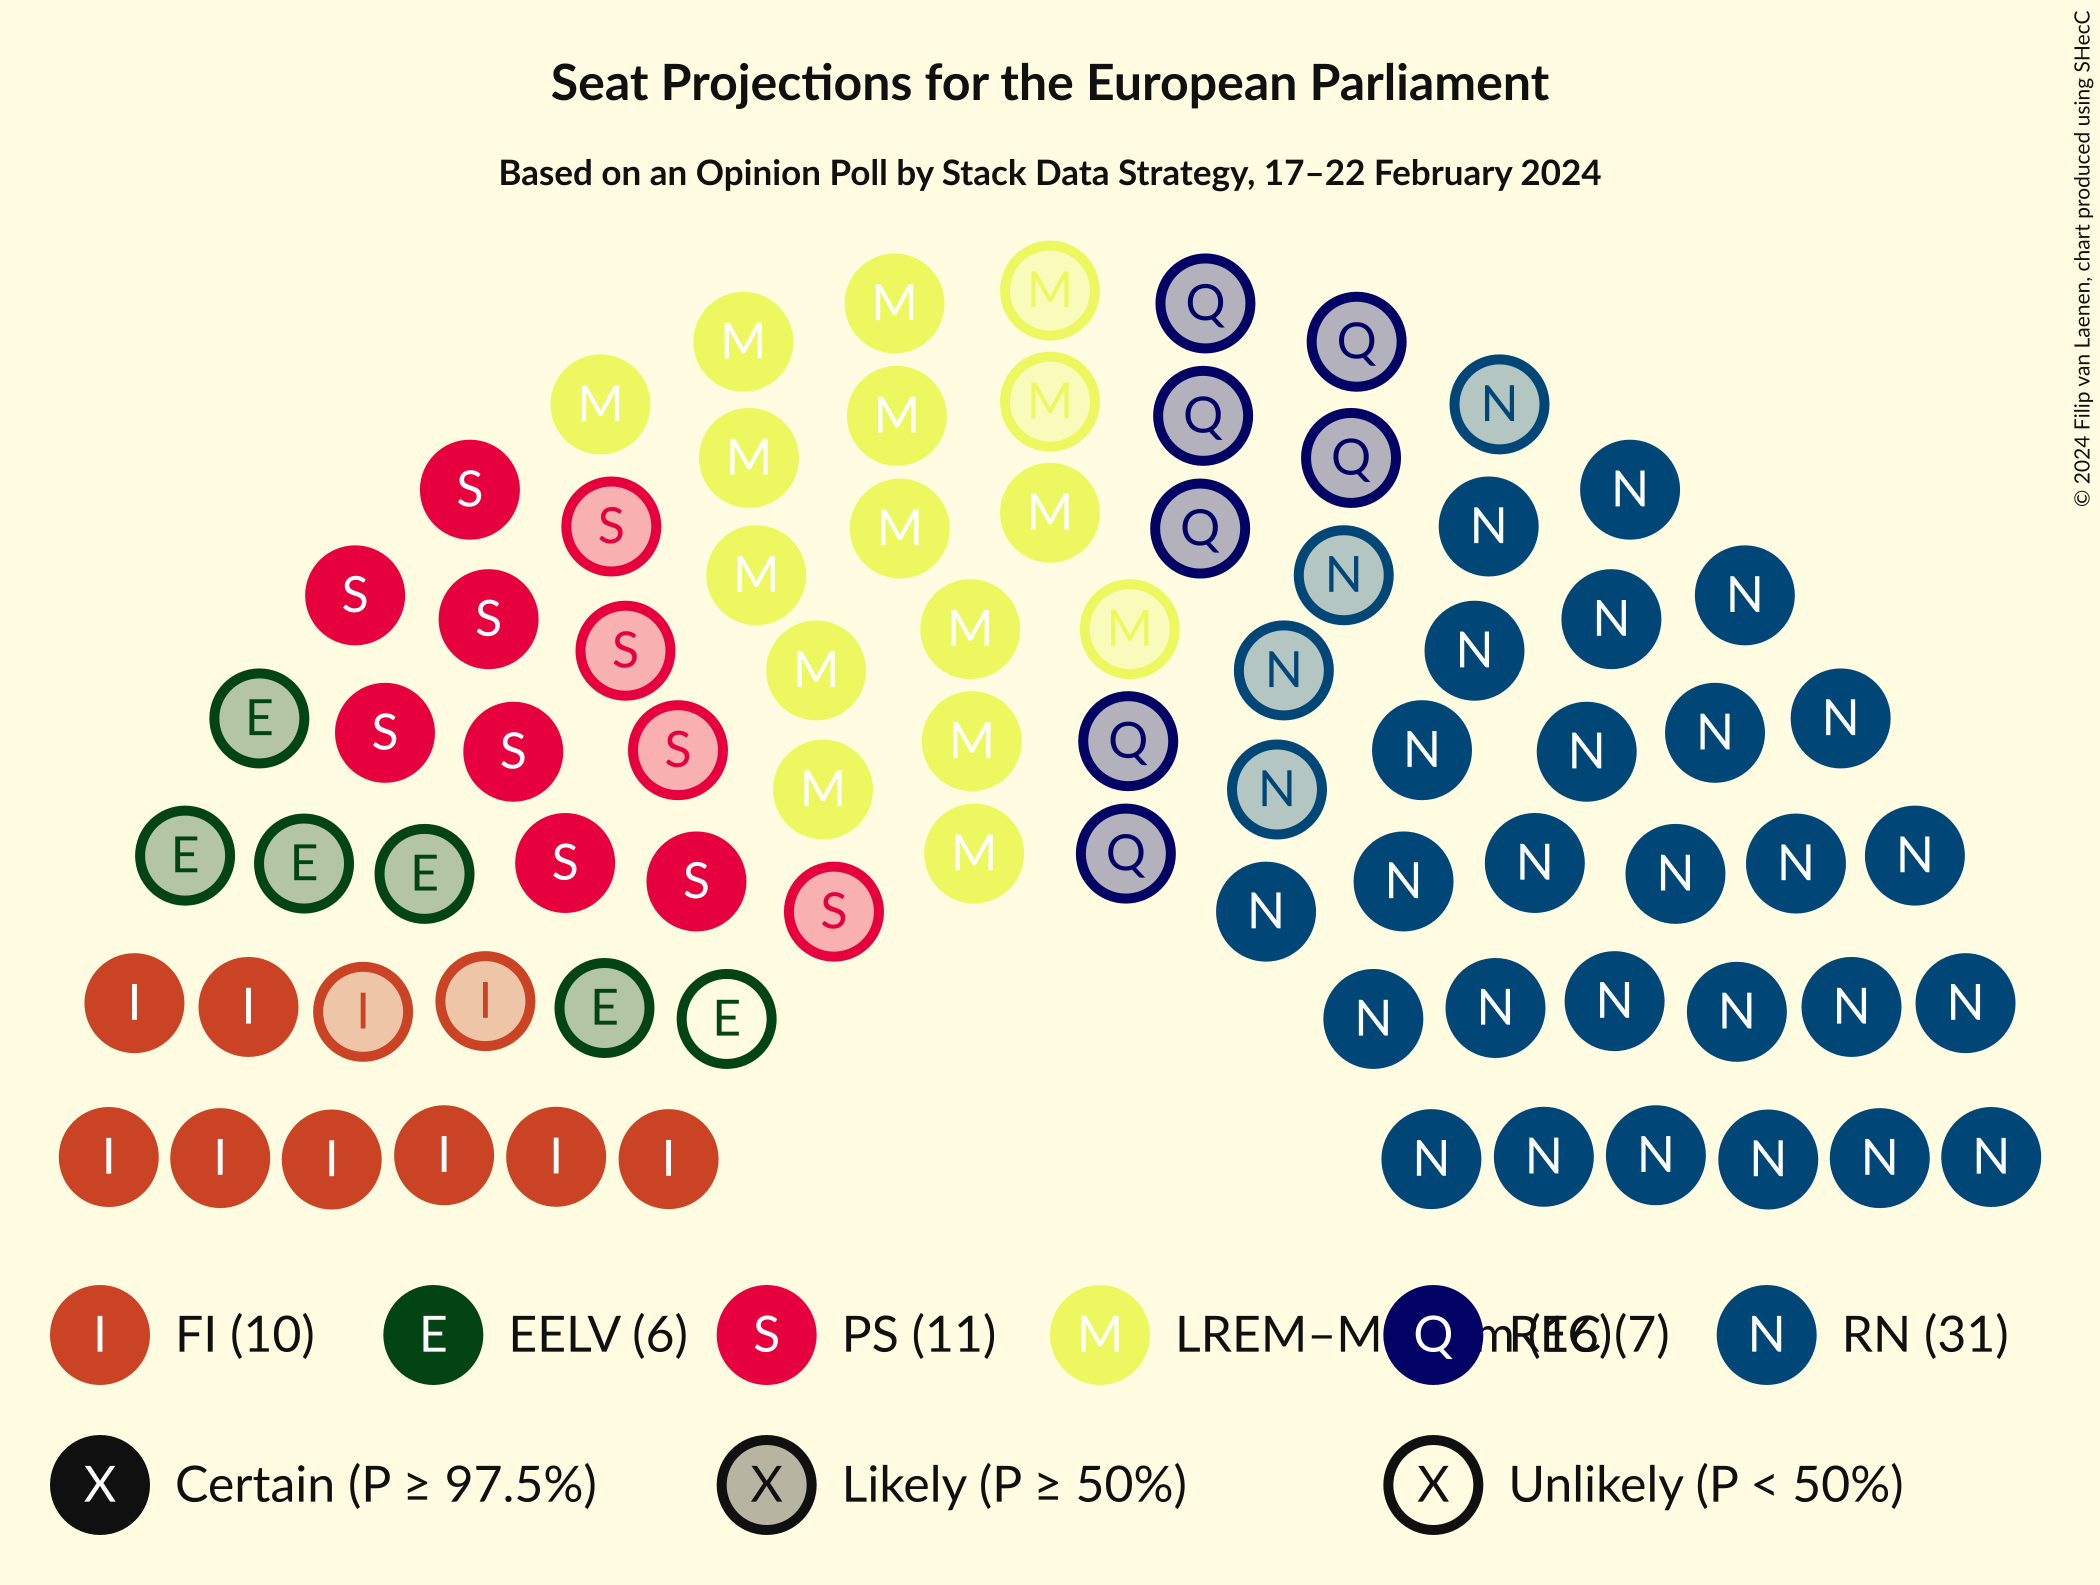 Seat Projections for the European Parliament
Based on an Opinion Poll by Stack Data Strategy, 17–22 February 2024
© 2024 Filip van Laenen, chart produced using SHecC
M
Q
M
Q
M
Q
M
M
Q
M
N
M
Q
S
N
M
M
Q
S
N
M
N
S
N
S
N
M
M
S
N
S
N
M
N
E
N
S
Q
N
S
M
N
S
N
S
N
M
N
E
M
Q
N
E
S
N
N
E
S
N
N
S
N
I
N
I
N
I
N
I
N
E
N
E
N
I
I
I
I
I
I
N
N
N
N
N
N
I FI (10) E EELV (6) S PS (11) M LREM–M m (16) Q REC (7) N RN (31)
X Certain (P ≥ 97.5%) X Likely (P ≥ 50%) X Unlikely (P < 50%)